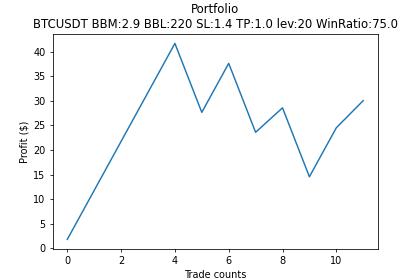 Portfolio
BTCUSDT BBM:2.9 BBL:220 SL:1.4 TP:1.0 lev:20 WinRatio:75.0
40
35
30
25
20
15
10
5
0
Profit ($)
0 2 4 6 8 10
Trade counts